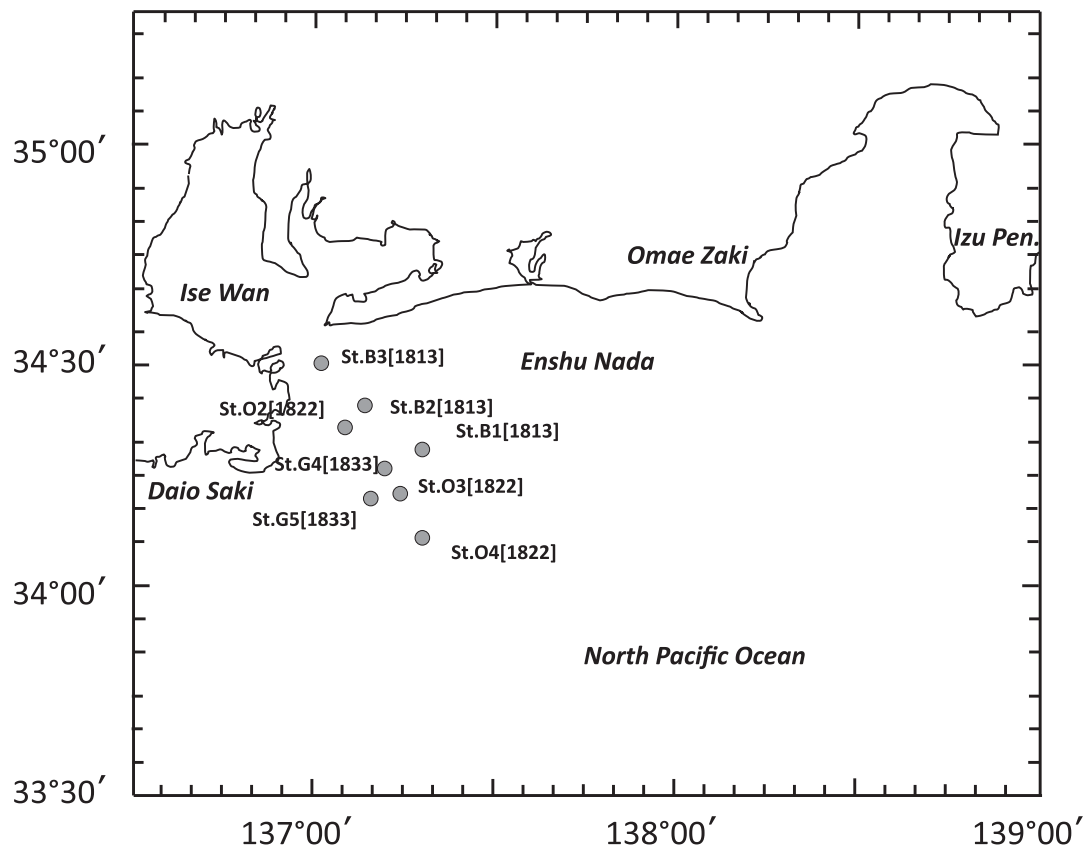 35°00′
Izu Pen.
Omae Zaki
Ise Wan
34°30′
St.B3[1813]
Enshu Nada
St.O2[1822]
St.B2[1813]
St.B1[1813]
St.G4[1833]
Daio Saki
St.O3[1822]
St.G5[1833]
St.O4[1822]
34°00′
North Pacific Ocean
33°30′
137°00′
138°00′
139°00′